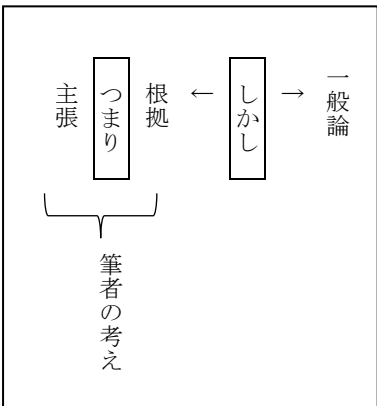 一般論
→
しかし
←
根拠
つまり
主張
筆者の考え